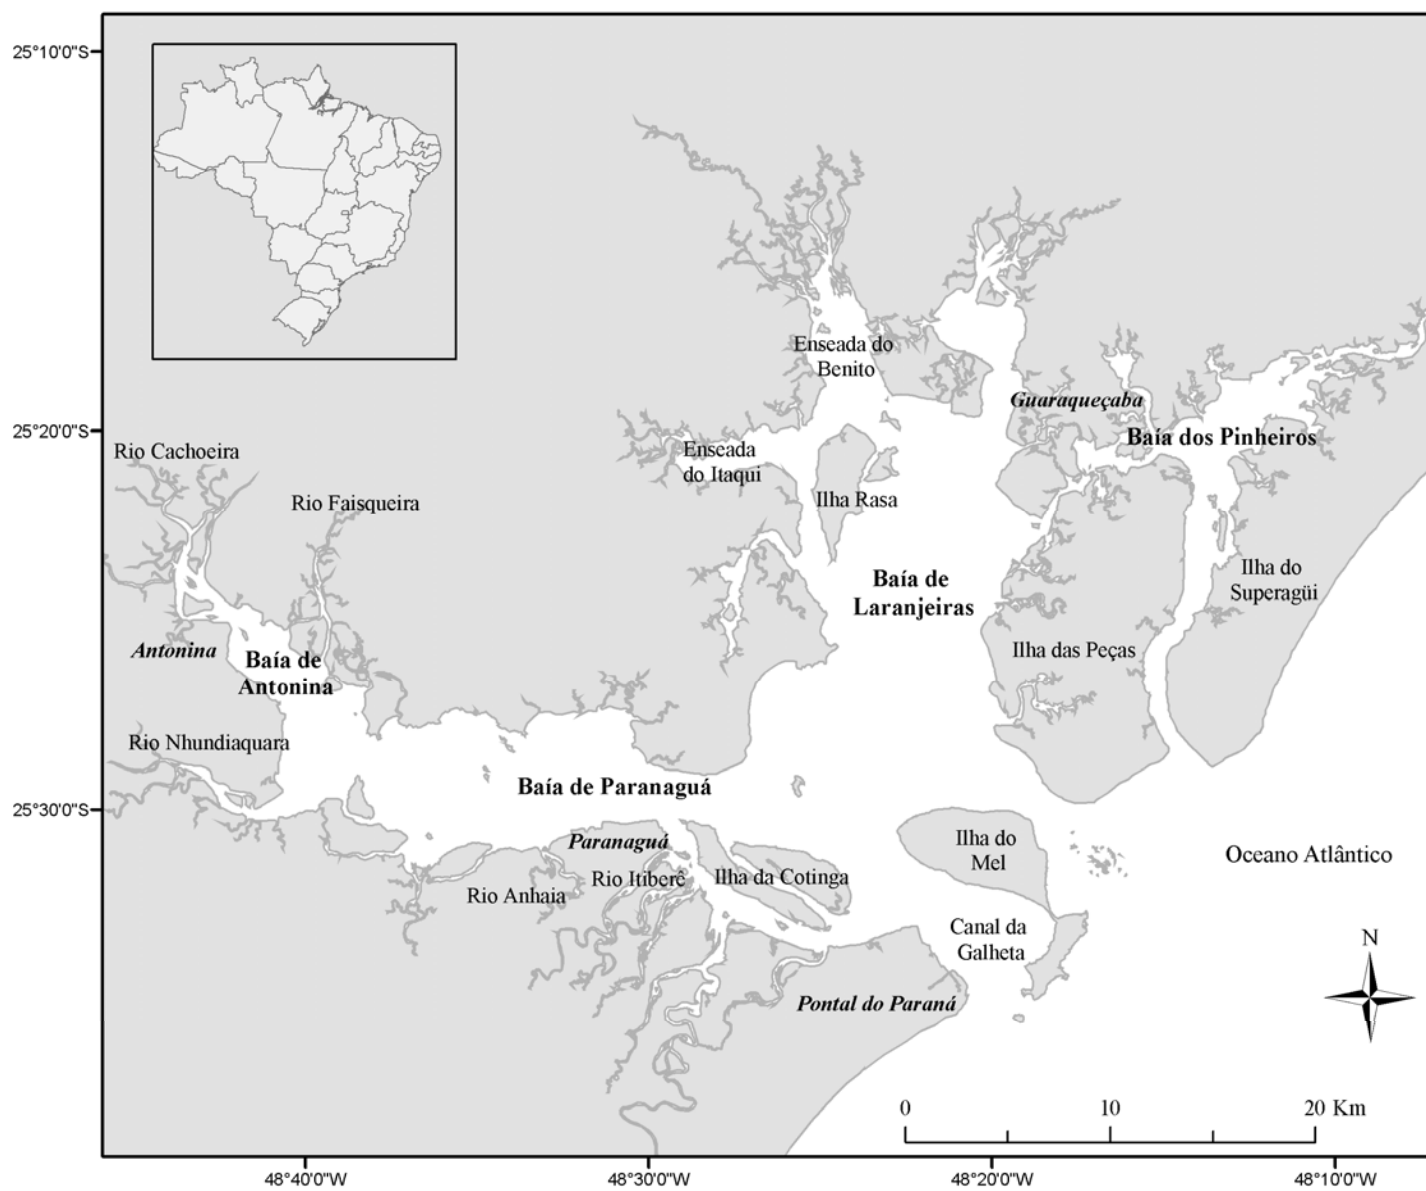 25°10'0"S
Enseada do
Benito
Guaraqueçaba
25°20'0"S
Baía dos Pinheiros
Rio Cachoeira
Enseada
do Itaqui
Rio Faisqueira
Ilha Rasa
Baía de
Laranjeiras
Ilha do
Superagüi
Antonina
Baía de
Antonina
Ilha das Peças
Rio Nhundiaquara
Baía de Paranaguá
25°30'0"S
Paranaguá
Ilha do
Mel
Oceano Atlântico
Rio Itiberê
Ilha da Cotinga
Rio Anhaia
Canal da
Galheta
N
Pontal do Paraná
0 10 20 Km
48°40'0"W 48°30'0"W 48°20'0"W 48°10'0"W